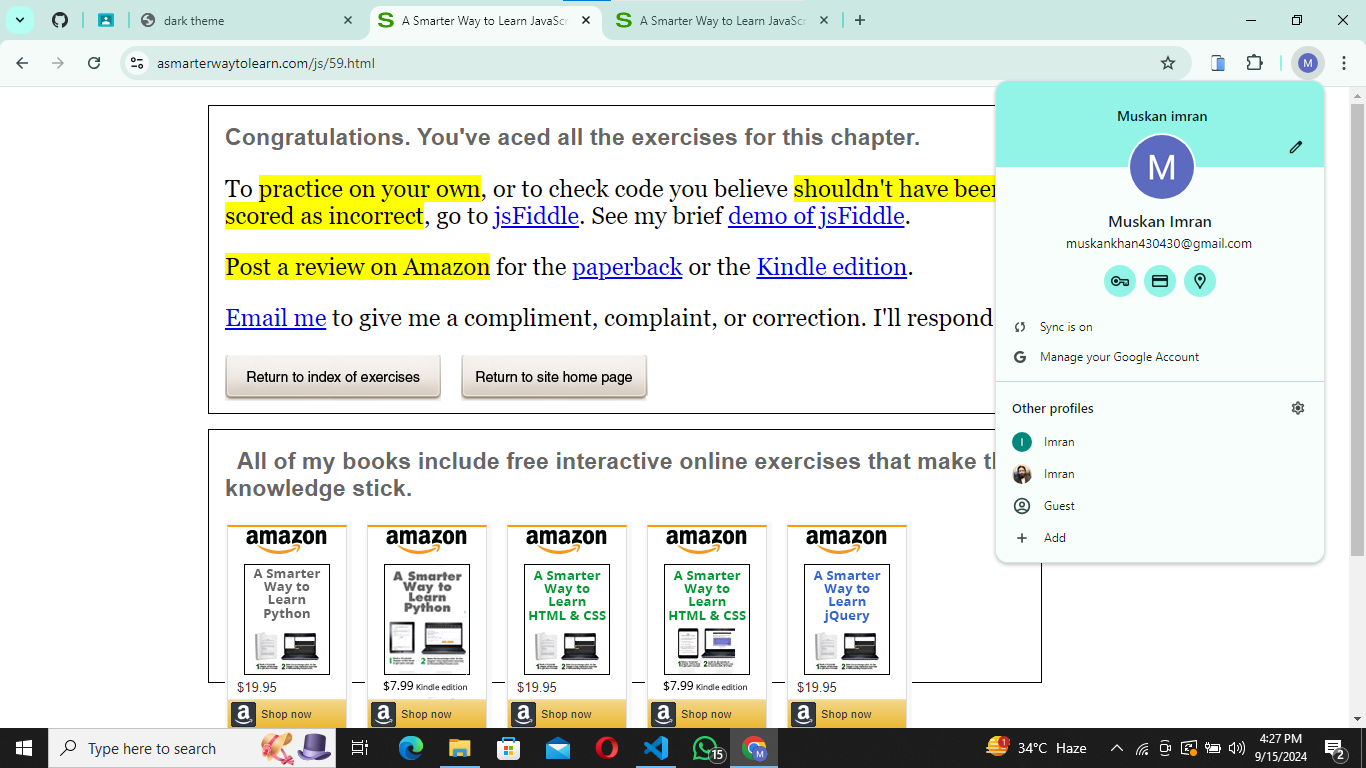 dark theme
A Smarter Way to Learn JavaScr
A Smarter Way to Learn JavaScr
asmarterwaytolearn.com/js/59.html
M
Congratulations. You've aced all the exercises for this chapter.
To practice on your own, or to check code you believe shouldn't have been
scored as incorrect, go to jsFiddle. See my brief demo of jsFiddle.
Post a review on Amazon for the paperback or the Kindle edition.
Email me to give me a compliment, complaint, or correction. I'll respond
Return to index of exercises
Return to site home page
All of my books include free interactive online exercises that make th
knowledge stick.
amazon
A Smarter
Way to
Learn
Python
$19.95
Shop now
amazon
A Smarter
Way to
Learn
Python
$7.99 Kindle edition
Shop now
amazon
A Smarter
Way to
Learn
HTML & CSS
$19.95
Shop now
amazon
A Smarter
Way to
Learn
HTML & CSS
$7.99 Kindle edition
Shop now
amazon
A Smarter
Way to
Learn
jQuery
$19.95
Shop now
Muskan imran
M
Muskan Imran
muskankhan430430@gmail.com
Sync is on
Manage your Google Account
Other profiles
I Imran
Imran
Guest
Add
Type here to search
15
M
34°C Haze
4:27 PM
9/15/2024
2